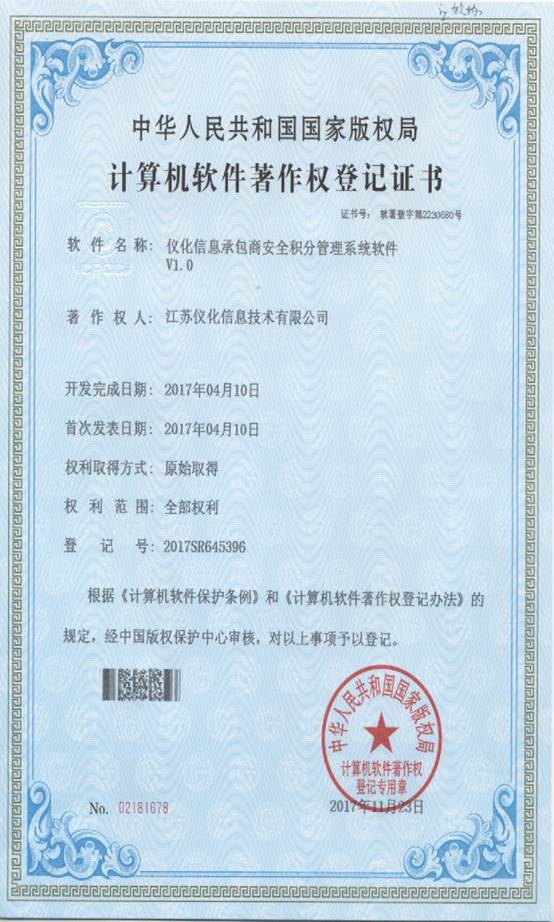 中华人民共和国国家版权局
计算机软件著作权登记证书
证书号： 软著登字第2230680号
软件名称： 仪化信息承包商安全积分管理系统软件
V1.0
著作权人： 江苏仪化信息技术有限公司
开发完成日期： 2017年04月10日
首次发表日期： 2017年04月10日
权利取得方式： 原始取得
权利范围： 全部权利
登记号： 2017SR645396
根据《计算机软件保护条例》和《计算机软件著作权登记办法》的
规定，经中国版权保护中心审核，对以上事项予以登记。
中华人民共和国国家版权局
计算机软件著作权
登记专用章
No. 02181678
2017年11月23日